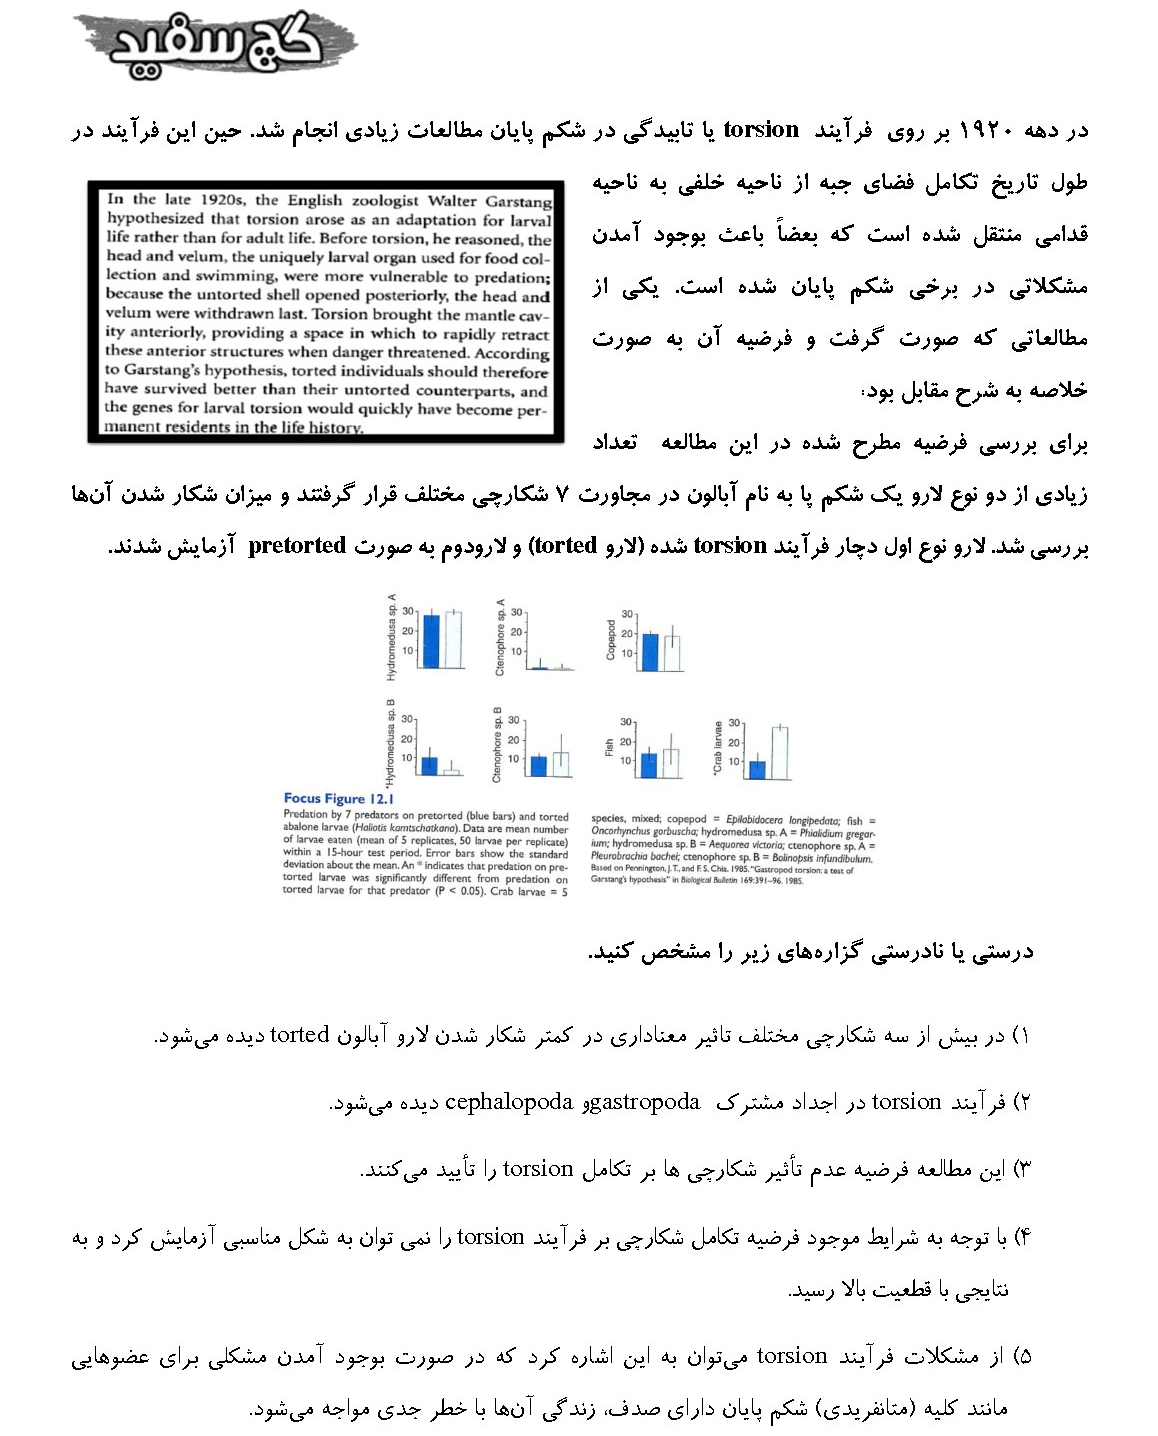 کچ سفید
در دهه ۱۹۲۰ بر روی فرآیند torsion یا تابیدگی در شکم پایان مطالعات زیادی انجام شد. حین این فرآیند در
طول تاریخ تکامل فضای جبه از ناحیه خلفی به ناحیه
قدامی منتقل شده است که بعضاً باعث بوجود آمدن
مشکلاتی در برخی شکم پایان شده است. یکی از
مطالعاتی که صورت گرفت و فرضیه آن به صورت
خلاصه به شرح مقابل بود:
In the late 1920s, the English zoologist Walter Garstang
hypothesized that torsion arose as an adaptation for larval
life rather than for adult life. Before torsion, he reasoned, the
head and velum, the uniquely larval organ used for food col-
lection and swimming, were more vulnerable to predation;
because the untorted shell opened posteriorly, the head and
velum were withdrawn last. Torsion brought the mantle cav-
ity anteriorly, providing a space in which to rapidly retract
these anterior structures when danger threatened. According
to Garstang's hypothesis, torted individuals should therefore
have survived better than their untorted counterparts, and
the genes for larval torsion would quickly have become per-
manent residents in the life history.
برای بررسی فرضیه مطرح شده در این مطالعه تعداد
زیادی از دو نوع لارو یک شکم پا به نام آبالون در مجاورت ۷ شکارچی مختلف قرار گرفتند و میزان شکار شدن آن‌ها
بررسی شد. لارو نوع اول دچار فرآیند torsion شده (لارو torted) و لارودوم به صورت pretorted آزمایش شدند.
Hydromedusa sp. A
30
20
10
Ctenophore sp. A
30
20
10
Copepod
30
20
10
*Hydromedusa sp. B
30
20
10
Ctenophore sp. B
30
20
10
Fish
30
20
10
*Crab larvae
30
20
10
Focus Figure 12.1
Predation by 7 predators on pretorted (blue bars) and torted
abalone larvae (Haliotis kamtschatkana). Data are mean number
of larvae eaten (mean of 5 replicates, 50 larvae per replicate)
within a 15-hour test period. Error bars show the standard
deviation about the mean. An * indicates that predation on pre-
torted larvae was significantly different from predation on
torted larvae for that predator (P < 0.05). Crab larvae = 5
species, mixed; copepod = Epilabidocera longipedata; fish =
Oncorhynchus gorbuscha; hydromedusa sp. A = Phialidium gregar-
ium; hydromedusa sp. B = Aequorea victoria; ctenophore sp. A =
Pleurobrachia bachei; ctenophore sp. B = Bolinopsis infundibulum.
Based on Pennington, J. T., and F. S. Chia. 1985. "Gastropod torsion: a test of
Garstang's hypothesis" in Biological Bulletin 169:391–96. 1985.
درستی یا نادرستی گزاره‌های زیر را مشخص کنید.
۱) در بیش از سه شکارچی مختلف تاثیر معناداری در کمتر شکار شدن لارو آبالون torted دیده می‌شود.
۲) فرآیند torsion در اجداد مشترک gastropodaو cephalopoda دیده می‌شود.
۳) این مطالعه فرضیه عدم تأثیر شکارچی ها بر تکامل torsion را تأیید می‌کنند.
۴) با توجه به شرایط موجود فرضیه تکامل شکارچی بر فرآیند torsion را نمی توان به شکل مناسبی آزمایش کرد و به
نتایجی با قطعیت بالا رسید.
۵) از مشکلات فرآیند torsion می‌توان به این اشاره کرد که در صورت بوجود آمدن مشکلی برای عضوهایی
مانند کلیه (متانفریدی) شکم پایان دارای صدف، زندگی آن‌ها با خطر جدی مواجه می‌شود.